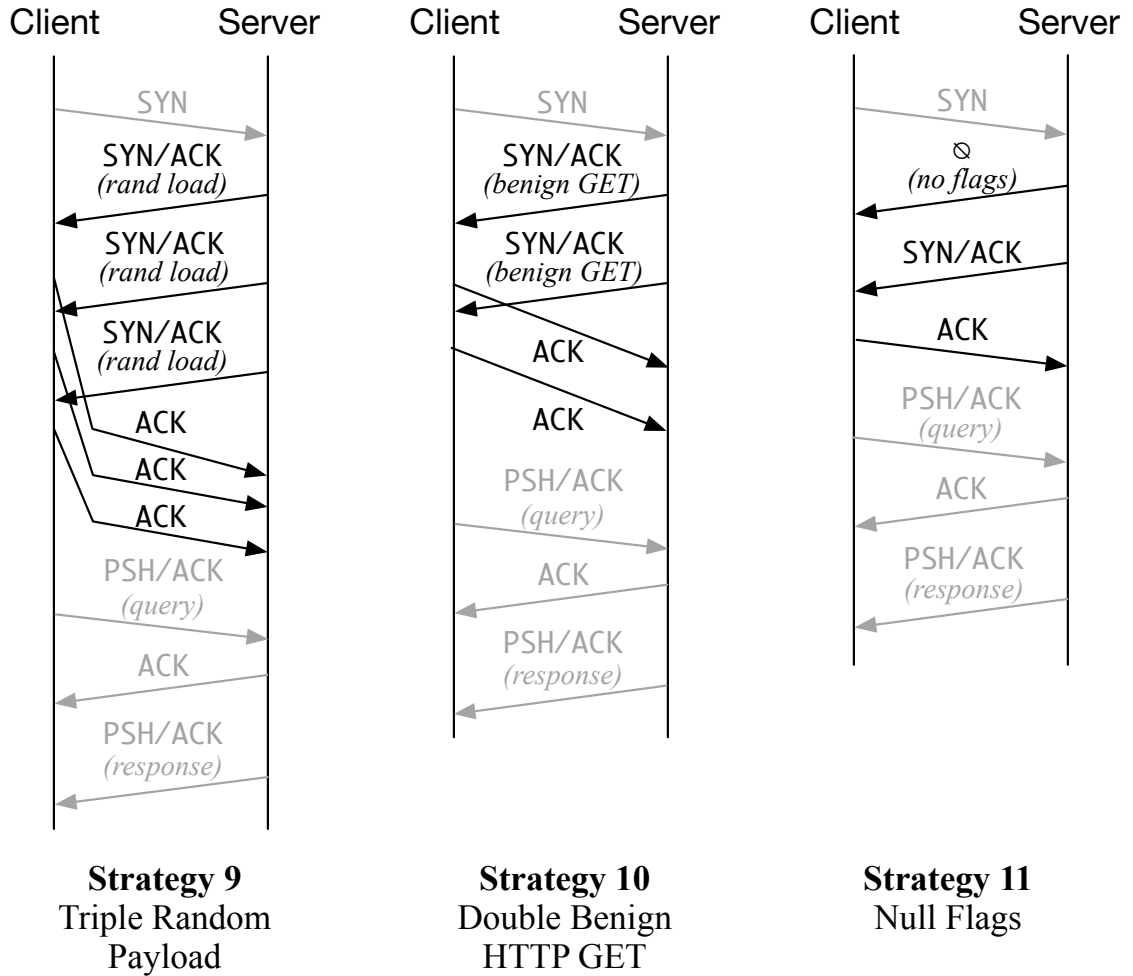 Client Server
SYN
SYN/ACK
(rand load)
SYN/ACK
(rand load)
SYN/ACK
(rand load)
ACK
ACK
ACK
PSH/ACK
(query)
ACK
PSH/ACK
(response)
Strategy 9
Triple Random
Payload
Client Server
SYN
SYN/ACK
(benign GET)
SYN/ACK
(benign GET)
ACK
ACK
PSH/ACK
(query)
ACK
PSH/ACK
(response)
Strategy 10
Double Benign
HTTP GET
Client Server
SYN
∅
(no flags)
SYN/ACK
ACK
PSH/ACK
(query)
ACK
PSH/ACK
(response)
Strategy 11
Null Flags